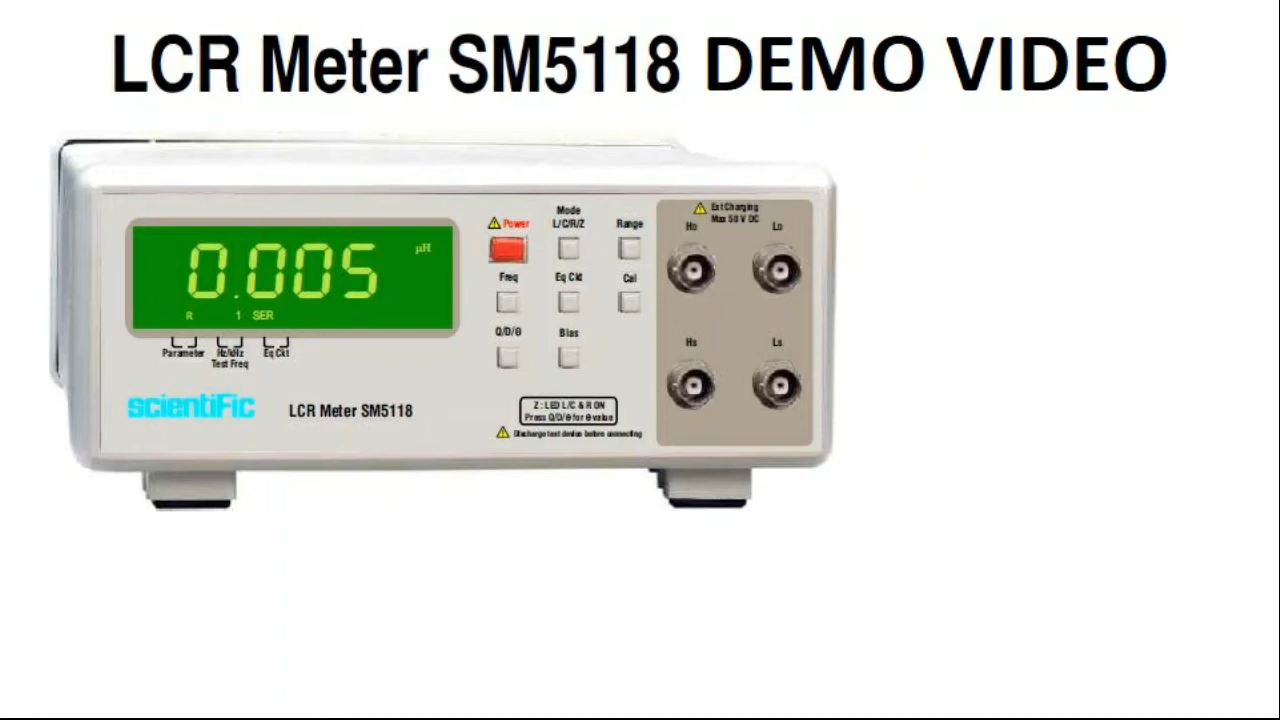 LCR Meter SM5118 DEMO VIDEO
Power
Mode
L/C/R/Z
Range
Ext Charging
Max 50 V DC
Ho
Lo
0.005
µH
R 1 SER
Freq
Eq Ckt
Cal
Q/D/Θ
Bias
Parameter
Hz/kHz
Test Freq
Eq Ckt
Hs
Ls
scientiFic
LCR Meter SM5118
Z : LED L/C & R ON
Press Q/D/Θ for Θ value
Discharge test device before connecting